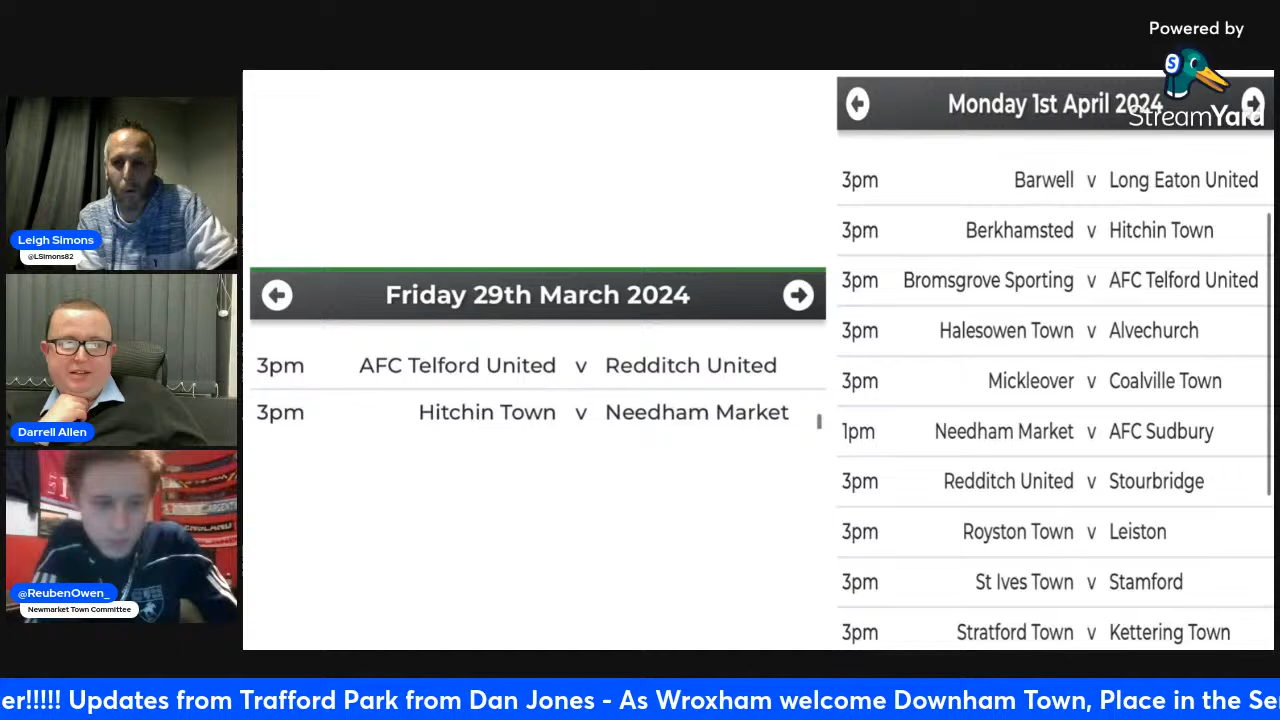 Powered by
StreamYard
Leigh Simons
@LSimons82
Darrell Allen
@ReubenOwen_
Newmarket Town Committee
Friday 29th March 2024
3pm AFC Telford United v Redditch United
3pm Hitchin Town v Needham Market
Monday 1st April 2024
3pm Barwell v Long Eaton United
3pm Berkhamsted v Hitchin Town
3pm Bromsgrove Sporting v AFC Telford United
3pm Halesowen Town v Alvechurch
3pm Mickleover v Coalville Town
1pm Needham Market v AFC Sudbury
3pm Redditch United v Stourbridge
3pm Royston Town v Leiston
3pm St Ives Town v Stamford
3pm Stratford Town v Kettering Town
er!!!!! Updates from Trafford Park from Dan Jones - As Wroxham welcome Downham Town, Place in the Se